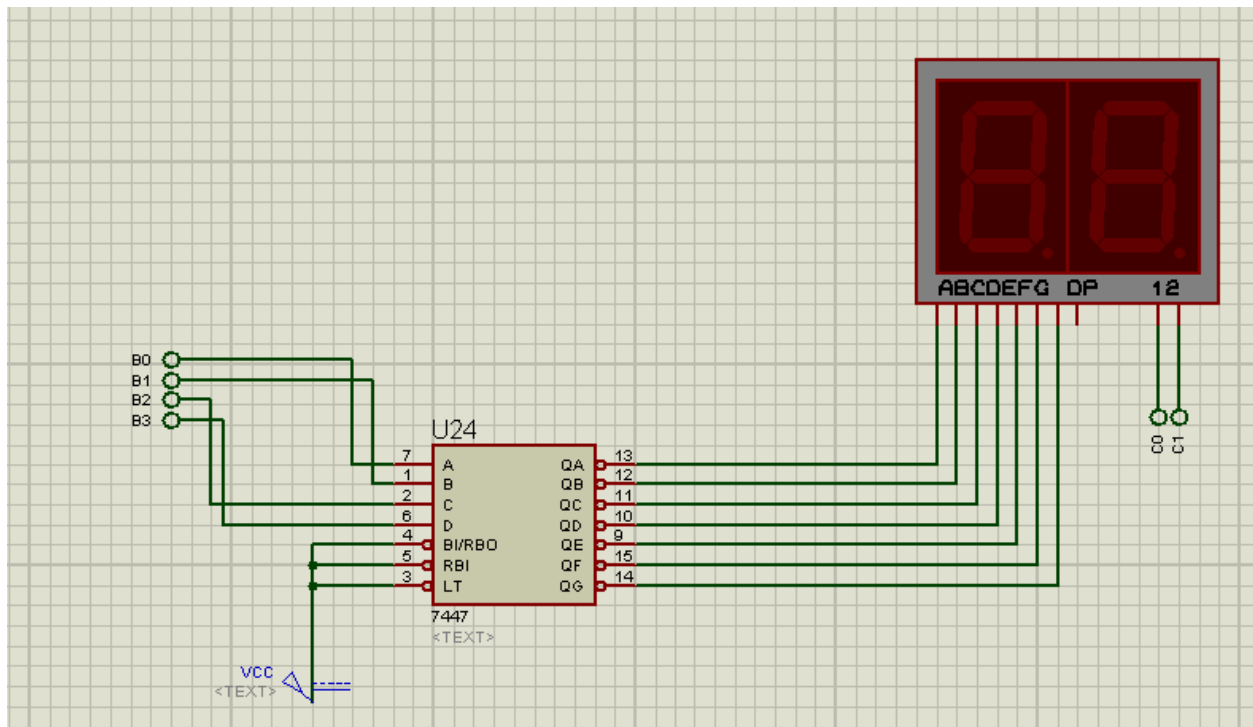 ABCDEFG DP 12
B0
B1
B2
B3
C0
C1
U24
7 A QA 13
1 B QB 12
2 C QC 11
6 D QD 10
4 BI/RBO QE 9
5 RBI QF 15
3 LT QG 14
7447
<TEXT>
VCC
<TEXT>